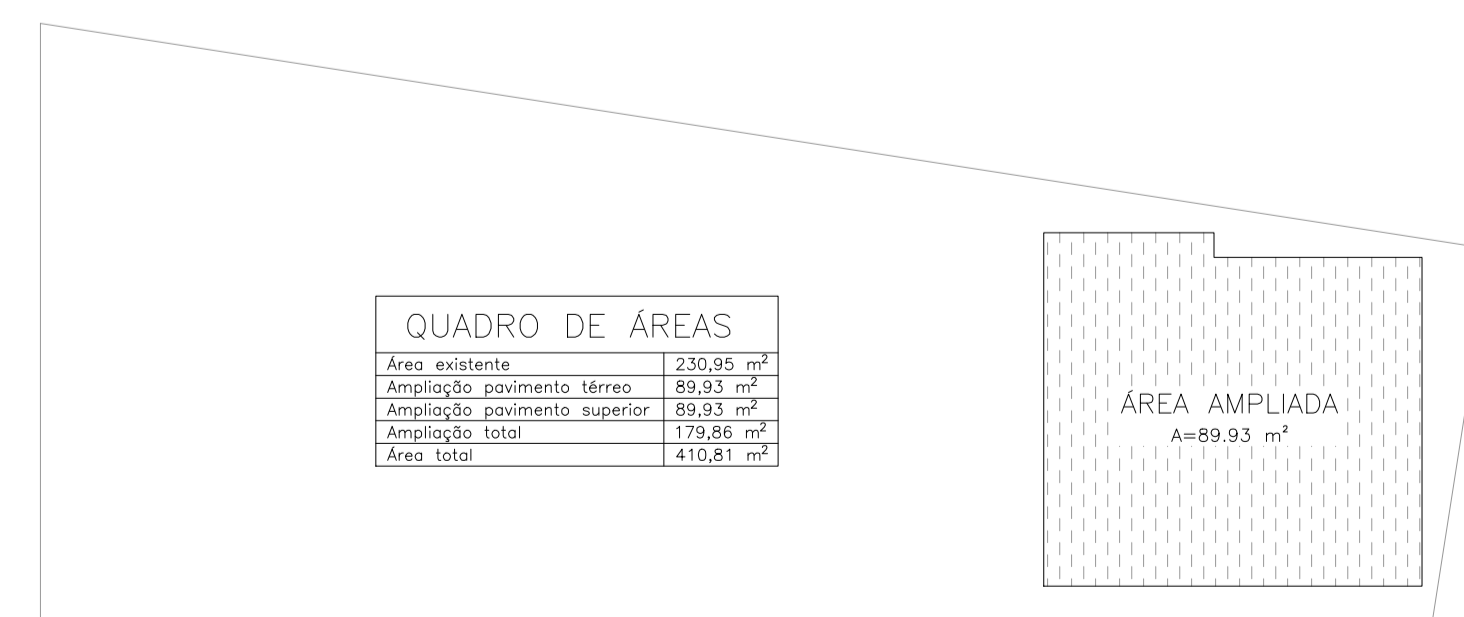 QUADRO DE ÁREAS
Área existente 230,95 m²
Ampliação pavimento térreo 89,93 m²
Ampliação pavimento superior 89,93 m²
Ampliação total 179,86 m²
Área total 410,81 m²
ÁREA AMPLIADA
A=89.93 m²